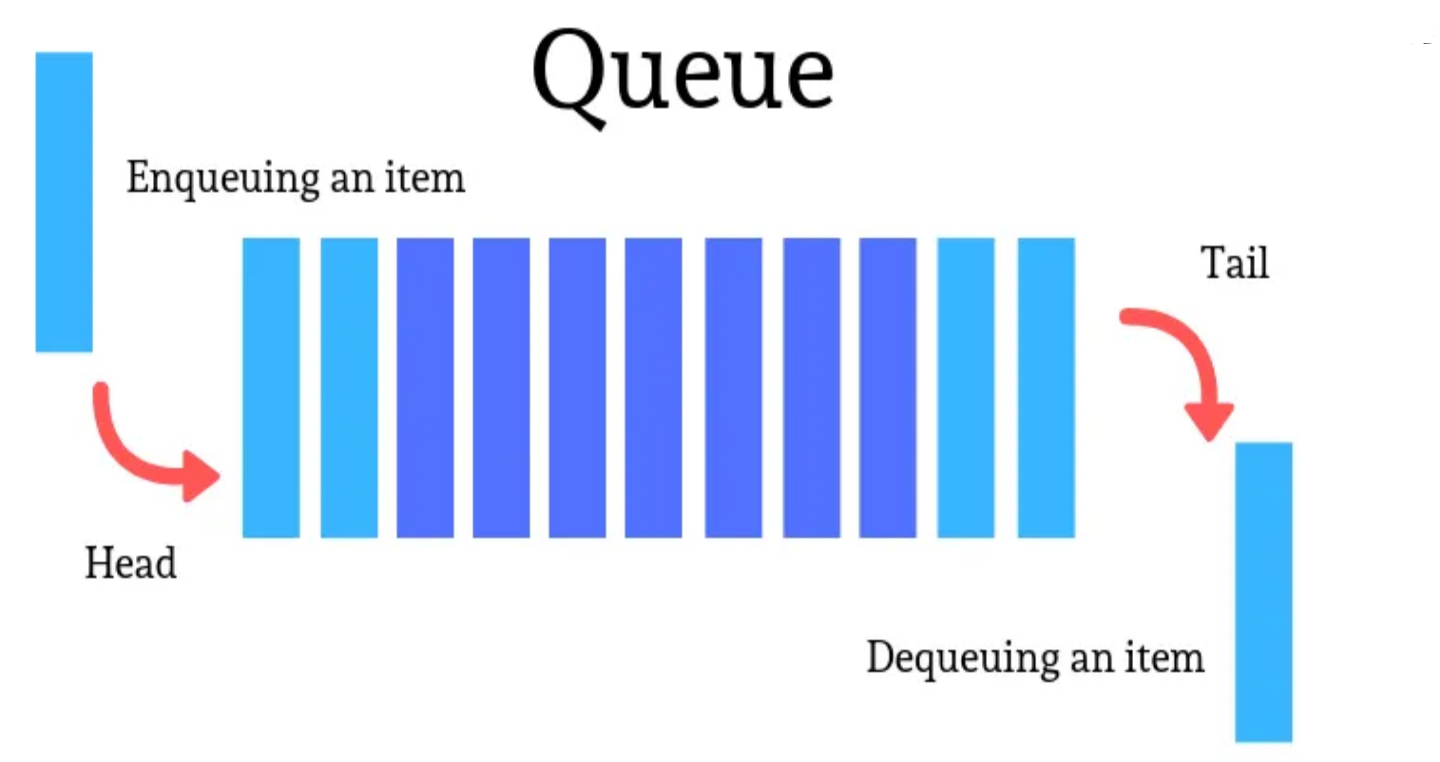 Queue
Enqueuing an item
Tail
Head
Dequeuing an item